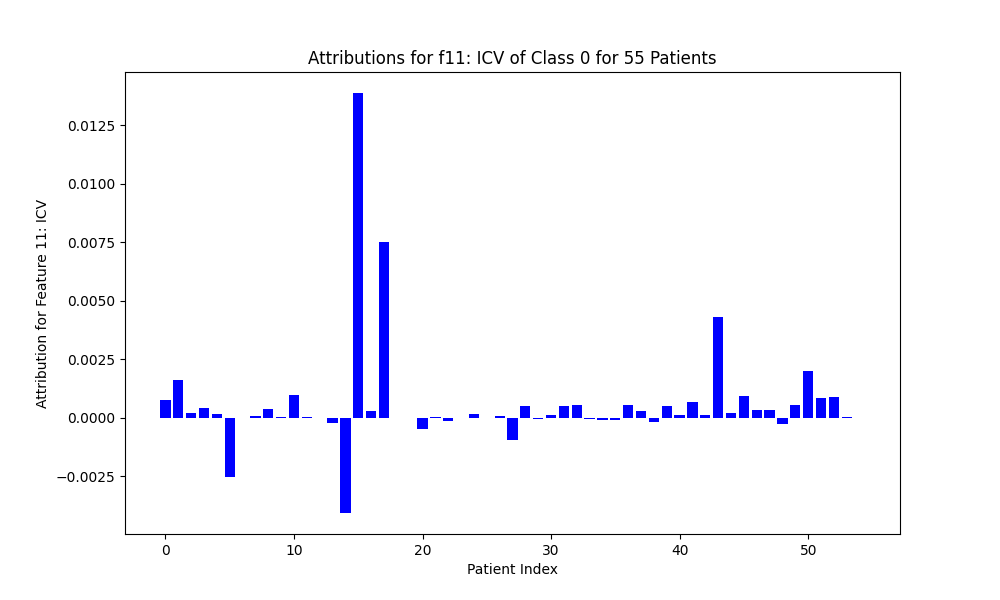 Attributions for f11: ICV of Class 0 for 55 Patients
Attribution for Feature 11: ICV
0.0125
0.0100
0.0075
0.0050
0.0025
0.0000
−0.0025
0 10 20 30 40 50
Patient Index